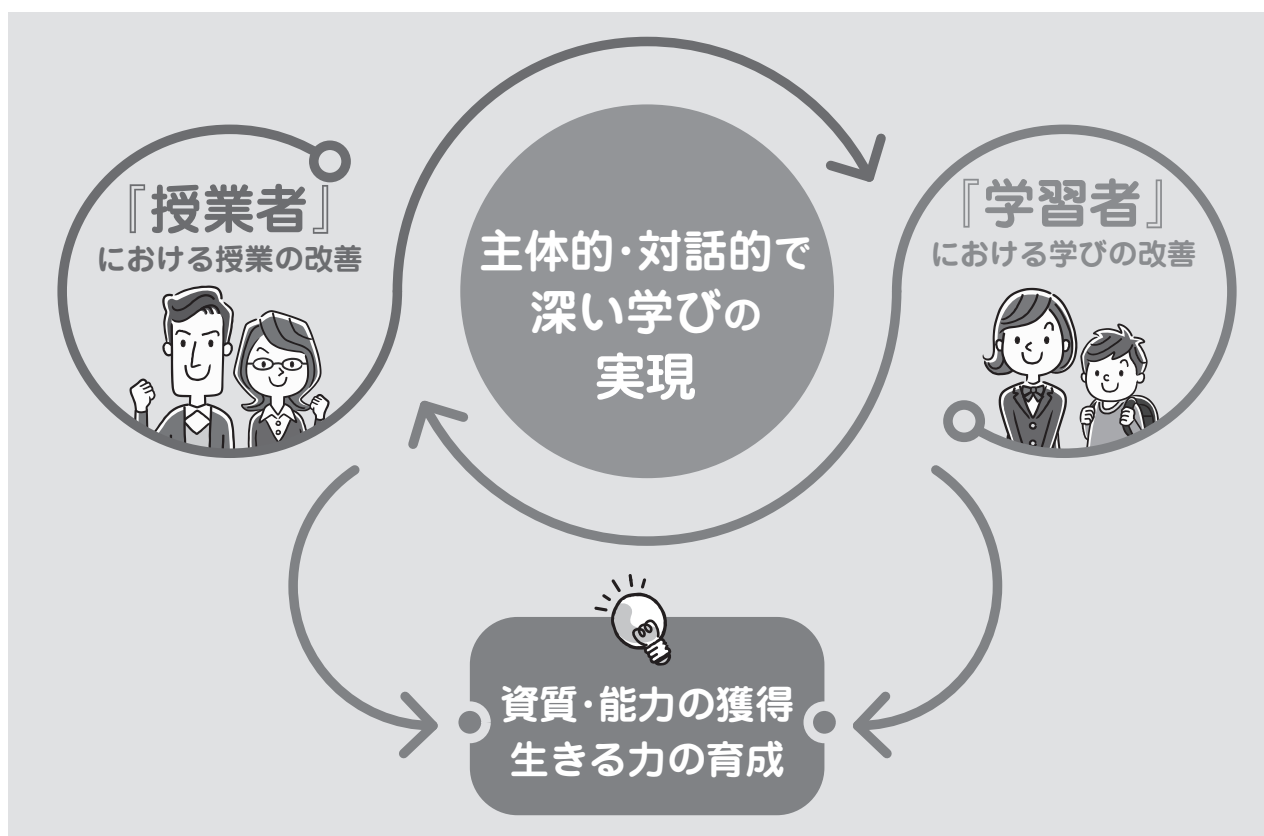 『授業者』
における授業の改善
主体的・対話的で
深い学びの
実現
『学習者』
における学びの改善
資質・能力の獲得
生きる力の育成